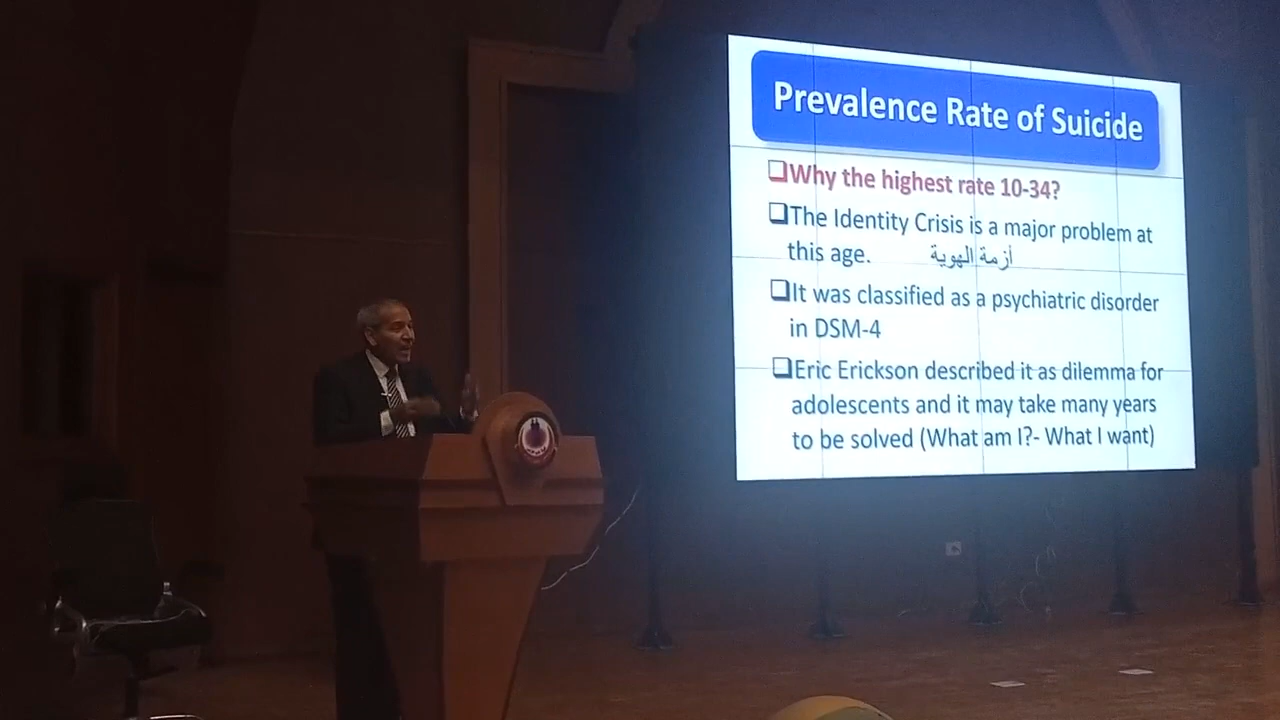 Prevalence Rate of Suicide
❑Why the highest rate 10-34?
❑The Identity Crisis is a major problem at
this age. أزمة الهوية
❑It was classified as a psychiatric disorder
in DSM-4
❑Eric Erickson described it as dilemma for
adolescents and it may take many years
to be solved (What am I?- What I want)